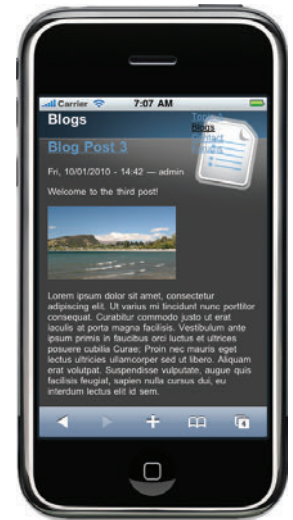 Carrier 7:07 AM
Blogs
Blogs
Contact
Blog Post 3
Fri, 10/01/2010 - 14:42 — admin
Welcome to the third post!
Lorem ipsum dolor sit amet, consectetur
adipiscing elit. Ut varius mi tincidunt nunc porttitor
consequat. Curabitur commodo justo ut erat
iaculis at porta magna facilisis. Vestibulum ante
ipsum primis in faucibus orci luctus et ultrices
posuere cubilia Curae; Proin nec mauris eget
lectus ultricies ullamcorper sed ut libero. Aliquam
erat volutpat. Suspendisse vulputate, augue quis
facilisis feugiat, sapien nulla cursus dui, eu
interdum lectus elit id sem.
4